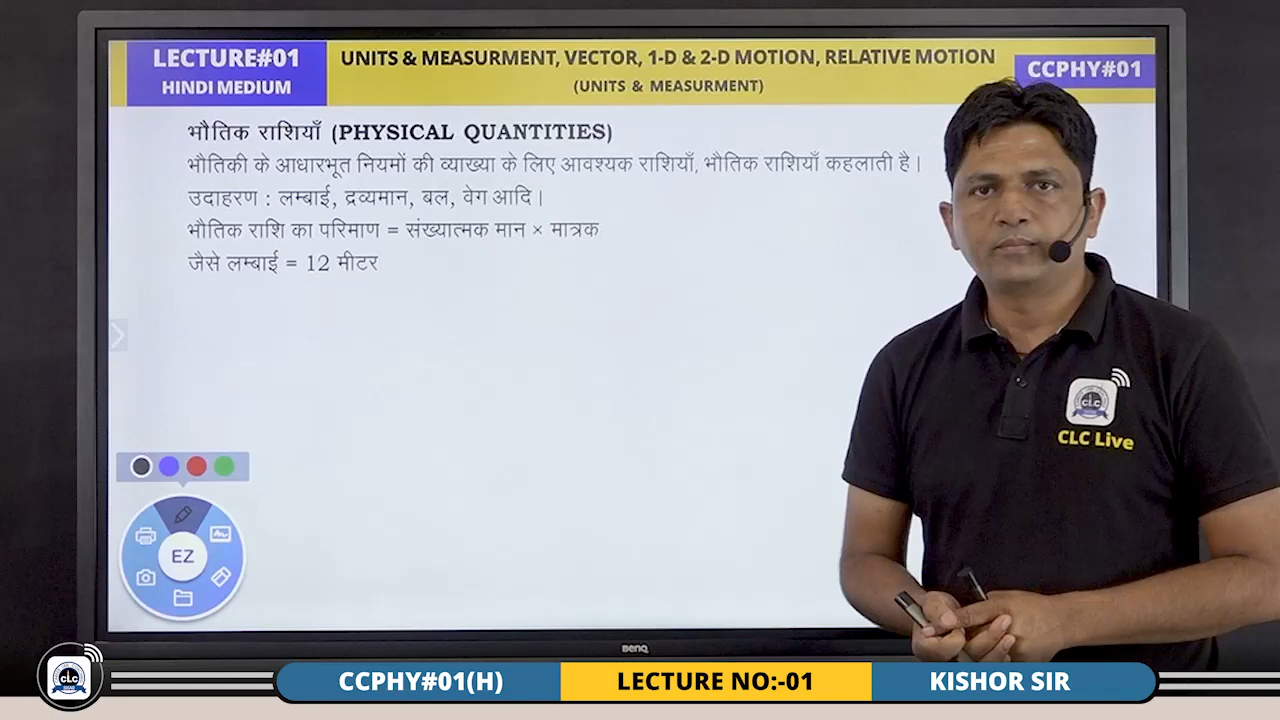 LECTURE#01
HINDI MEDIUM
UNITS & MEASURMENT, VECTOR, 1-D & 2-D MOTION, RELATIVE MOTION
(UNITS & MEASURMENT)
CCPHY#01
भौतिक राशियाँ (PHYSICAL QUANTITIES)
भौतिकी के आधारभूत नियमों की व्याख्या के लिए आवश्यक राशियाँ, भौतिक राशियाँ कहलाती है।
उदाहरण : लम्बाई, द्रव्यमान, बल, वेग आदि।
भौतिक राशि का परिमाण = संख्यात्मक मान × मात्रक
जैसे लम्बाई = 12 मीटर
EZ
CLC
CLC Live
BenQ
CLC
CCPHY#01(H)
LECTURE NO:-01
KISHOR SIR